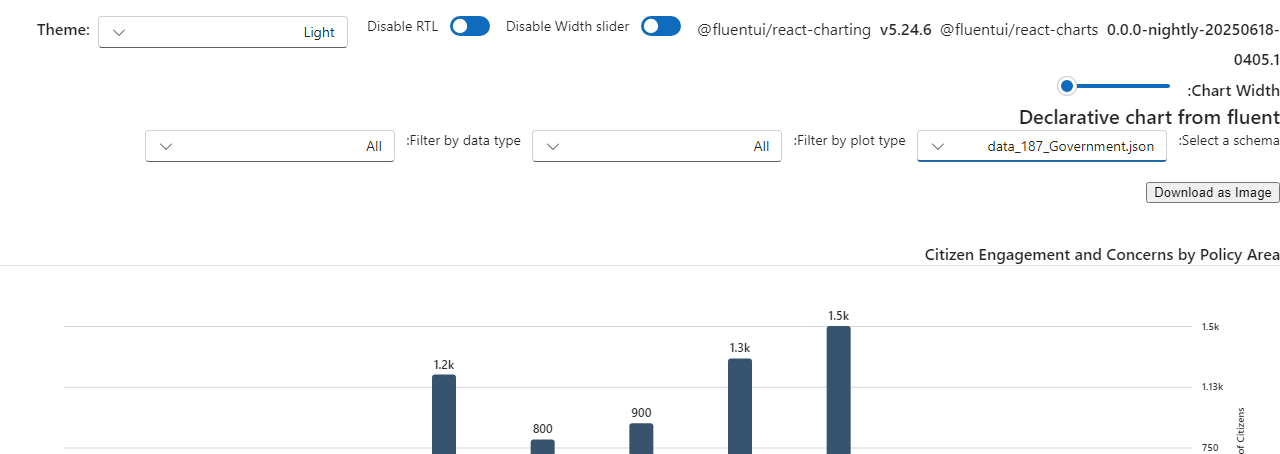 Theme: Light Disable RTL Disable Width slider @fluentui/react-charting v5.24.6 @fluentui/react-charts 0.0.0-nightly-20250618-
0405.1
:Chart Width
Declarative chart from fluent
:Select a schema data_187_Government.json :Filter by plot type All :Filter by data type All
Download as Image
Citizen Engagement and Concerns by Policy Area
1.5k
1.5k
1.3k
1.2k
1.13k
900
800
750
of Citizens